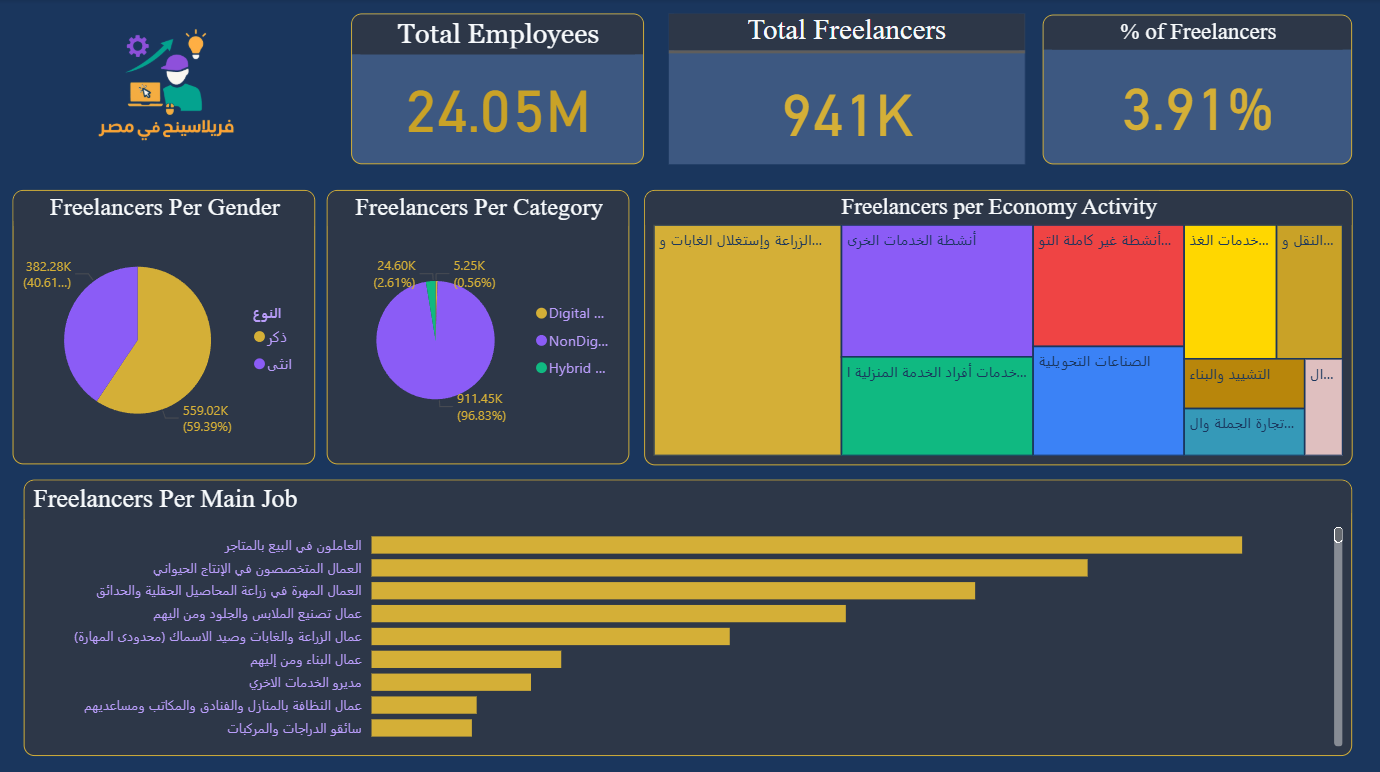 فريلاسينج في مصر
Total Employees
24.05M
Total Freelancers
941K
% of Freelancers
3.91%
Freelancers Per Gender
382.28K
(40.61...)
559.02K
(59.39%)
النوع
ذكر
انثى
Freelancers Per Category
24.60K
(2.61%)
5.25K
(0.56%)
911.45K
(96.83%)
Digital ...
NonDig...
Hybrid ...
Freelancers per Economy Activity
الزراعة وإستغلال الغابات و...
أنشطة الخدمات الخرى
خدمات أفراد الخدمة المنزلية ا...
أنشطة غير كاملة التو...
الصناعات التحويلية
خدمات الغذ...
النقل و...
التشييد والبناء
تجارة الجملة وال...
ال...
Freelancers Per Main Job
العاملون في البيع بالمتاجر
العمال المتخصصون في الإنتاج الحيواني
العمال المهرة في زراعة المحاصيل الحقلية والحدائق
عمال تصنيع الملابس والجلود ومن اليهم
عمال الزراعة والغابات وصيد الاسماك (محدودى المهارة)
عمال البناء ومن إليهم
مديرو الخدمات الاخري
عمال النظافة بالمنازل والفنادق والمكاتب ومساعديهم
سائقو الدراجات والمركبات